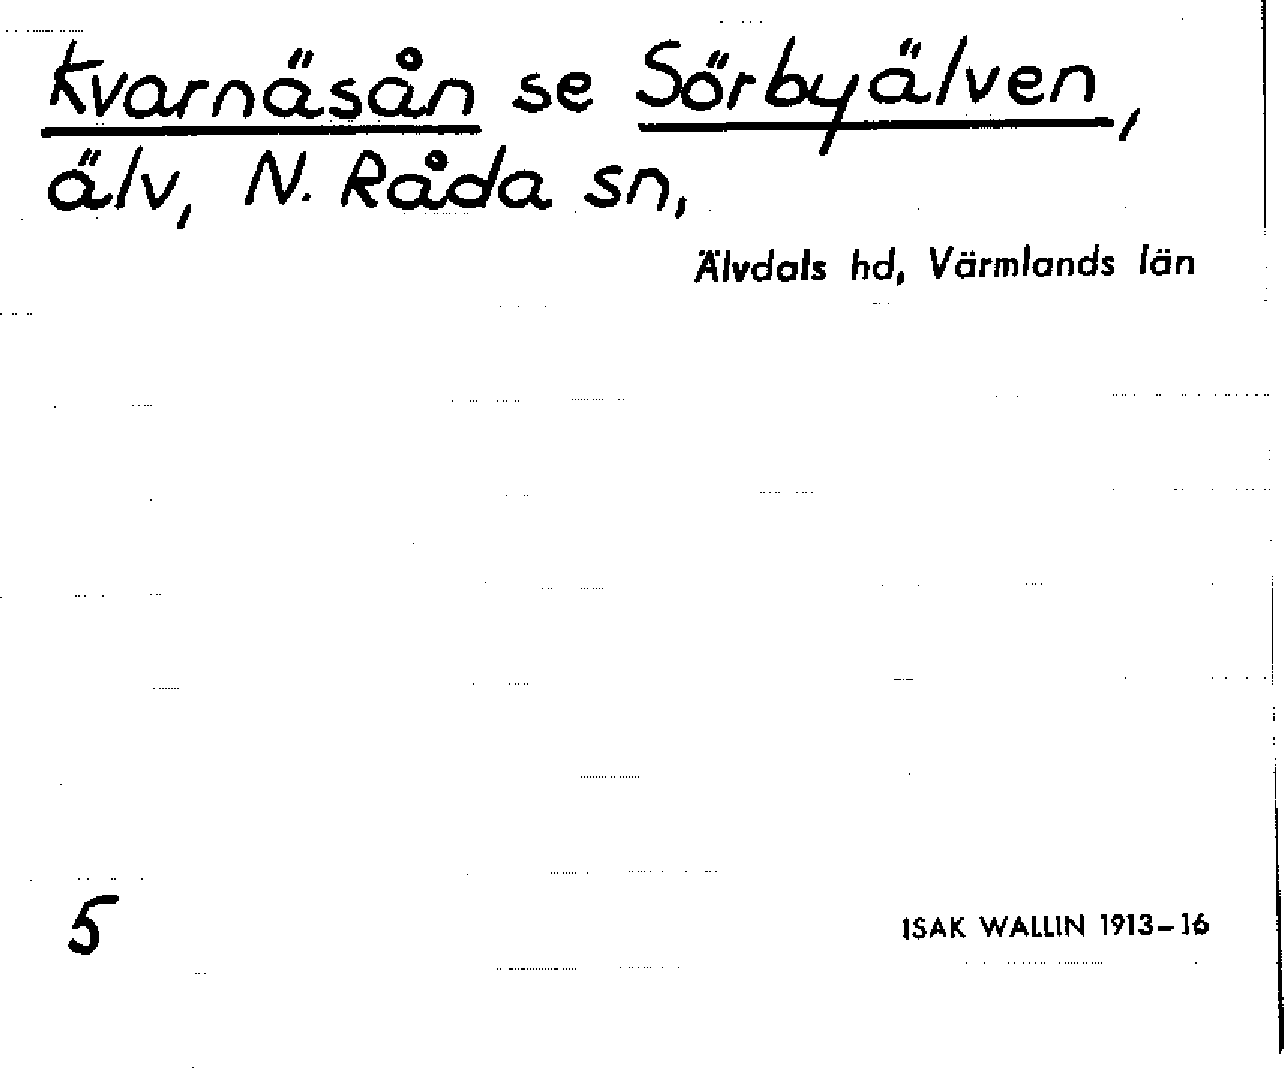 Kvarnäsån se Sörbyälven,
älv, N. Råda sn,
Älvdals hd, Värmlands län
5
ISAK WALLIN 1913–16